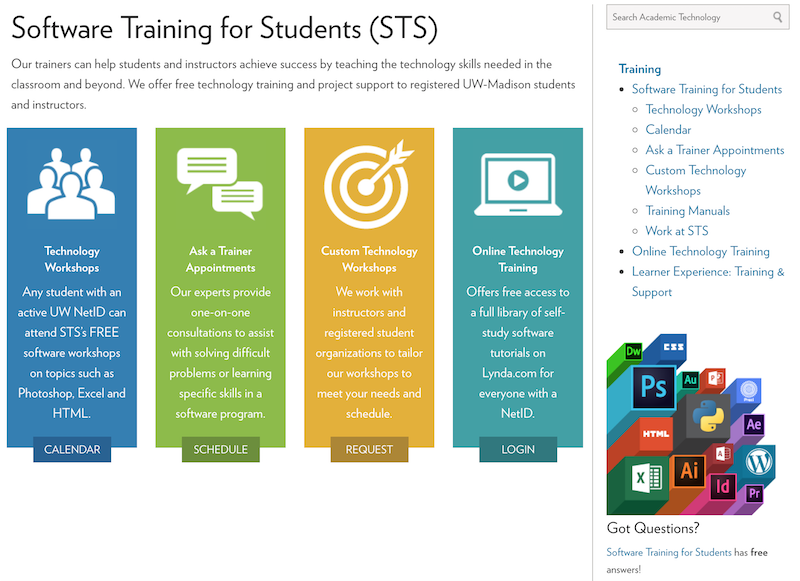 Software Training for Students (STS)
Our trainers can help students and instructors achieve success by teaching the technology skills needed in the
classroom and beyond. We offer free technology training and project support to registered UW-Madison students
and instructors.
Technology
Workshops
Any student with an
active UW NetID can
attend STS's FREE
software workshops
on topics such as
Photoshop, Excel and
HTML.
CALENDAR
Ask a Trainer
Appointments
Our experts provide
one-on-one
consultations to assist
with solving difficult
problems or learning
specific skills in a
software program.
SCHEDULE
Custom Technology
Workshops
We work with
instructors and
registered student
organizations to tailor
our workshops to
meet your needs and
schedule.
REQUEST
Online Technology
Training
Offers free access to
a full library of self-
study software
tutorials on
Lynda.com for
everyone with a
NetID.
LOGIN
Search Academic Technology
Training
Software Training for Students
Technology Workshops
Calendar
Ask a Trainer Appointments
Custom Technology
Workshops
Training Manuals
Work at STS
Online Technology Training
Learner Experience: Training &
Support
Dw
CSS
Ps
Au
P
HTML
Ae
A
X
Ai
Id
W
Pr
Got Questions?
Software Training for Students has free
answers!